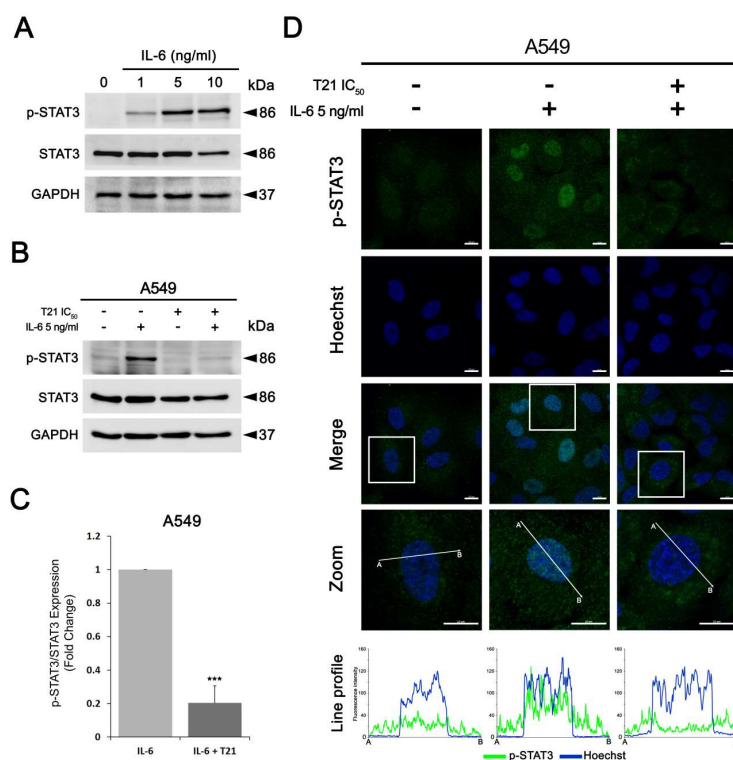 A
IL-6 (ng/ml)
0 1 5 10 kDa
p-STAT3 86
STAT3 86
GAPDH 37
B
A549
T21 IC50 - - + +
IL-6 5 ng/ml - + - + kDa
p-STAT3 86
STAT3 86
GAPDH 37
C
A549
p-STAT3/STAT3 Expression
(Fold Change)
1.2
1
0.8
0.6
0.4
0.2
0
***
IL-6 IL-6 + T21
D
A549
T21 IC50 - - +
IL-6 5 ng/ml - + +
p-STAT3
Hoechst
Merge
Zoom
A B A B A B
Line profile
Fluorescence intensity
160 160 160
120 120 120
80 80 80
40 40 40
0 0 0
A B A B A B
p-STAT3 Hoechst